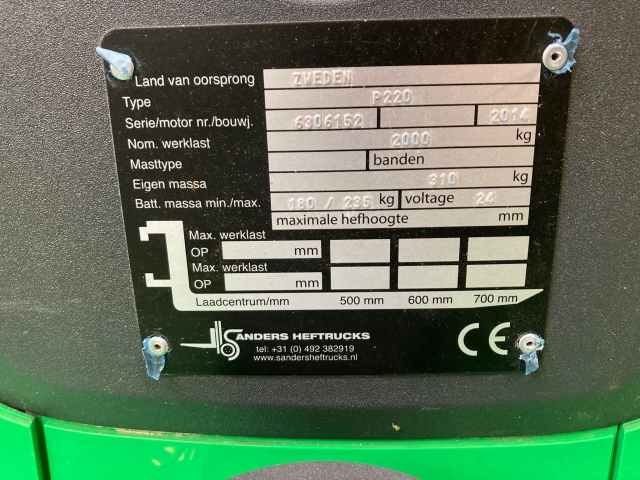 Land van oorsprong ZWEDEN
Type P220
Serie/motor nr./bouwj. 6306152 2014
Nom. werklast 2000 kg
Masttype banden
Eigen massa 810 kg
Batt. massa min./max. 180 / 235 kg voltage 24
maximale hefhoogte mm
Max. werklast
OP mm
Max. werklast
OP mm
Laadcentrum/mm 500 mm 600 mm 700 mm
SANDERS HEFTRUCKS
tel: +31 (0) 492 382919
www.sandersheftrucks.nl
CE